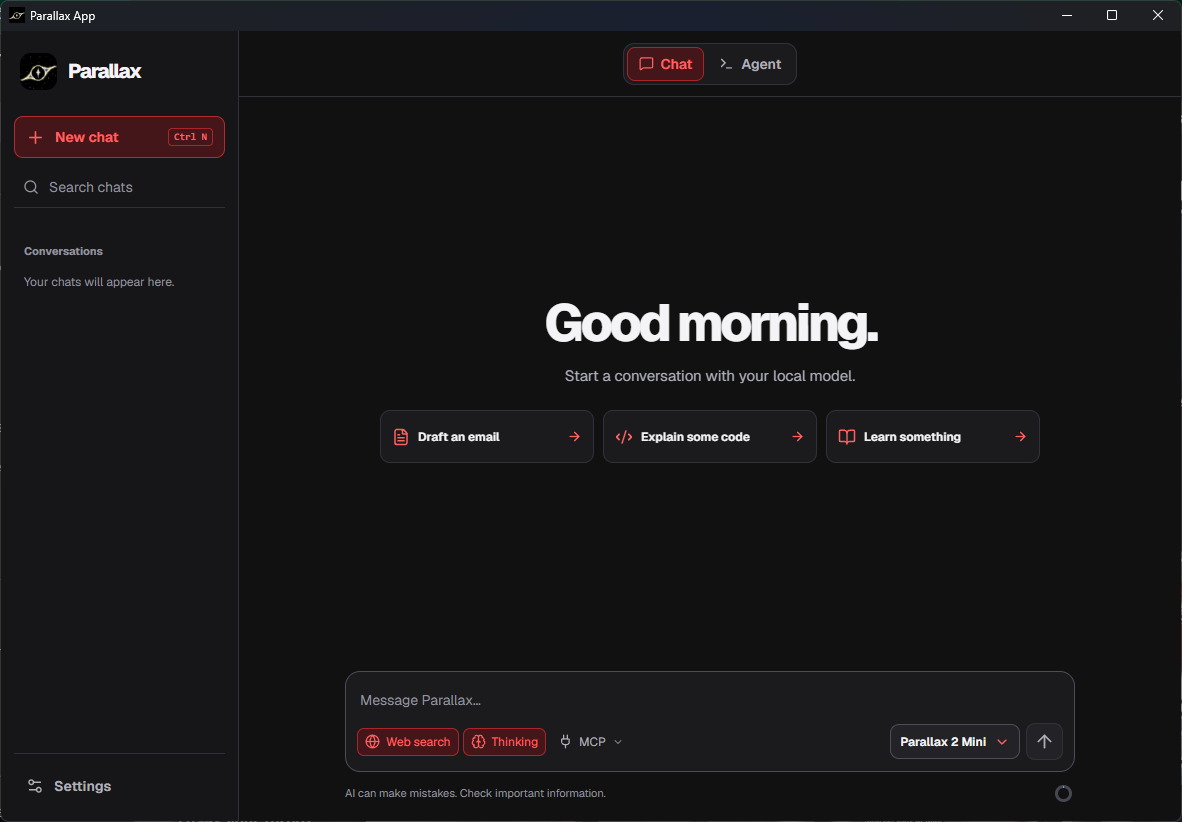 Parallax App
Parallax
Chat
Agent
New chat
Ctrl N
Search chats
Conversations
Your chats will appear here.
Good morning.
Start a conversation with your local model.
Draft an email
Explain some code
Learn something
Message Parallax...
Web search
Thinking
MCP
Parallax 2 Mini
AI can make mistakes. Check important information.
Settings